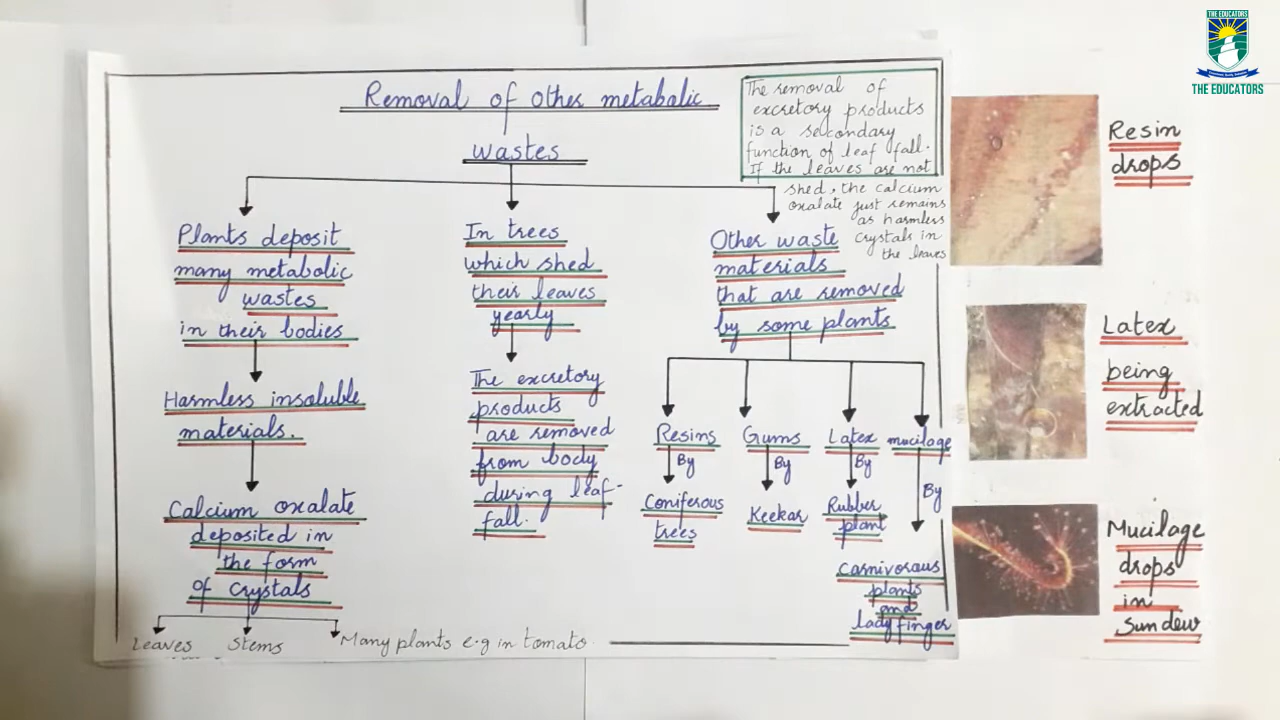 THE EDUCATORS
THE EDUCATORS
Removal of Other metabalic
wastes
The removal of
excretory products
is a secondary
function of leaf fall.
If the leaves are not
shed, the calcium
oxalate just remains
as harmless
crystals in
the leaves
Plants deposit
many metabolic
wastes
in their bodies
Harmless insoluble
materials.
Calcium oxalate
deposited in
the form
of crystals
Leaves
Stems
Many plants e.g in tomato
In trees
which shed
their leaves
yearly
The excretory
products
are removed
from body
during leaf-
fall.
Other waste
materials
that are removed
by some plants
Resins
By
Coniferous
trees
Gums
By
Keekar
Latex
By
Rubber
plant
mucilage
By
Carnivorous
plants
and
ladyfinger
Resin
drops
Latex
being
extracted
Mucilage
drops
in
Sundew